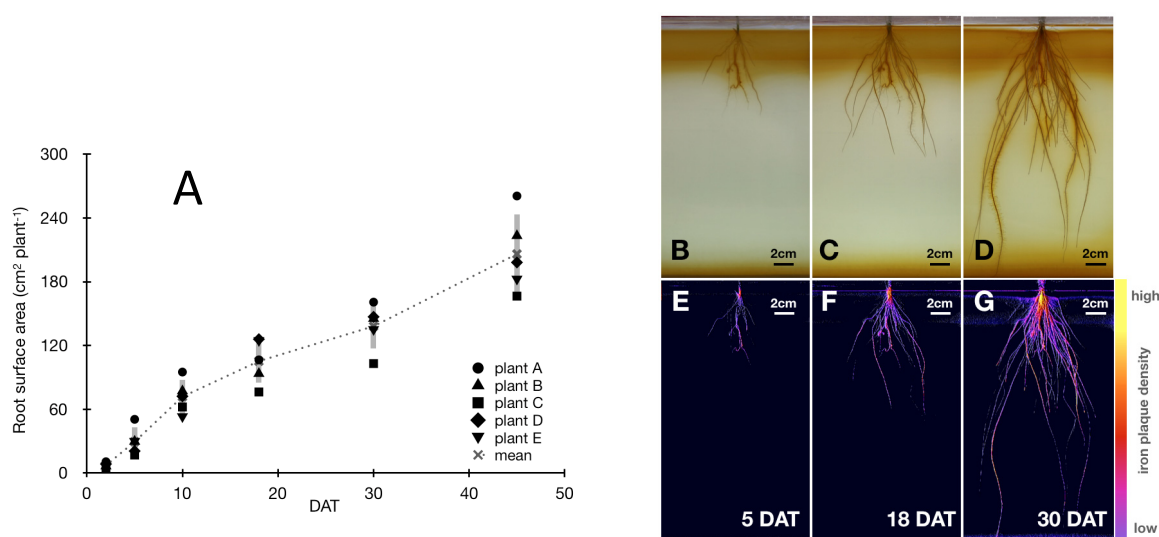 A
300
240
180
120
60
0
0 10 20 30 40 50
Root surface area (cm² plant⁻¹)
DAT
plant A
plant B
plant C
plant D
plant E
mean
B 2cm
C 2cm
D 2cm
E 2cm
F 2cm
G 2cm
5 DAT
18 DAT
30 DAT
high
iron plaque density
low